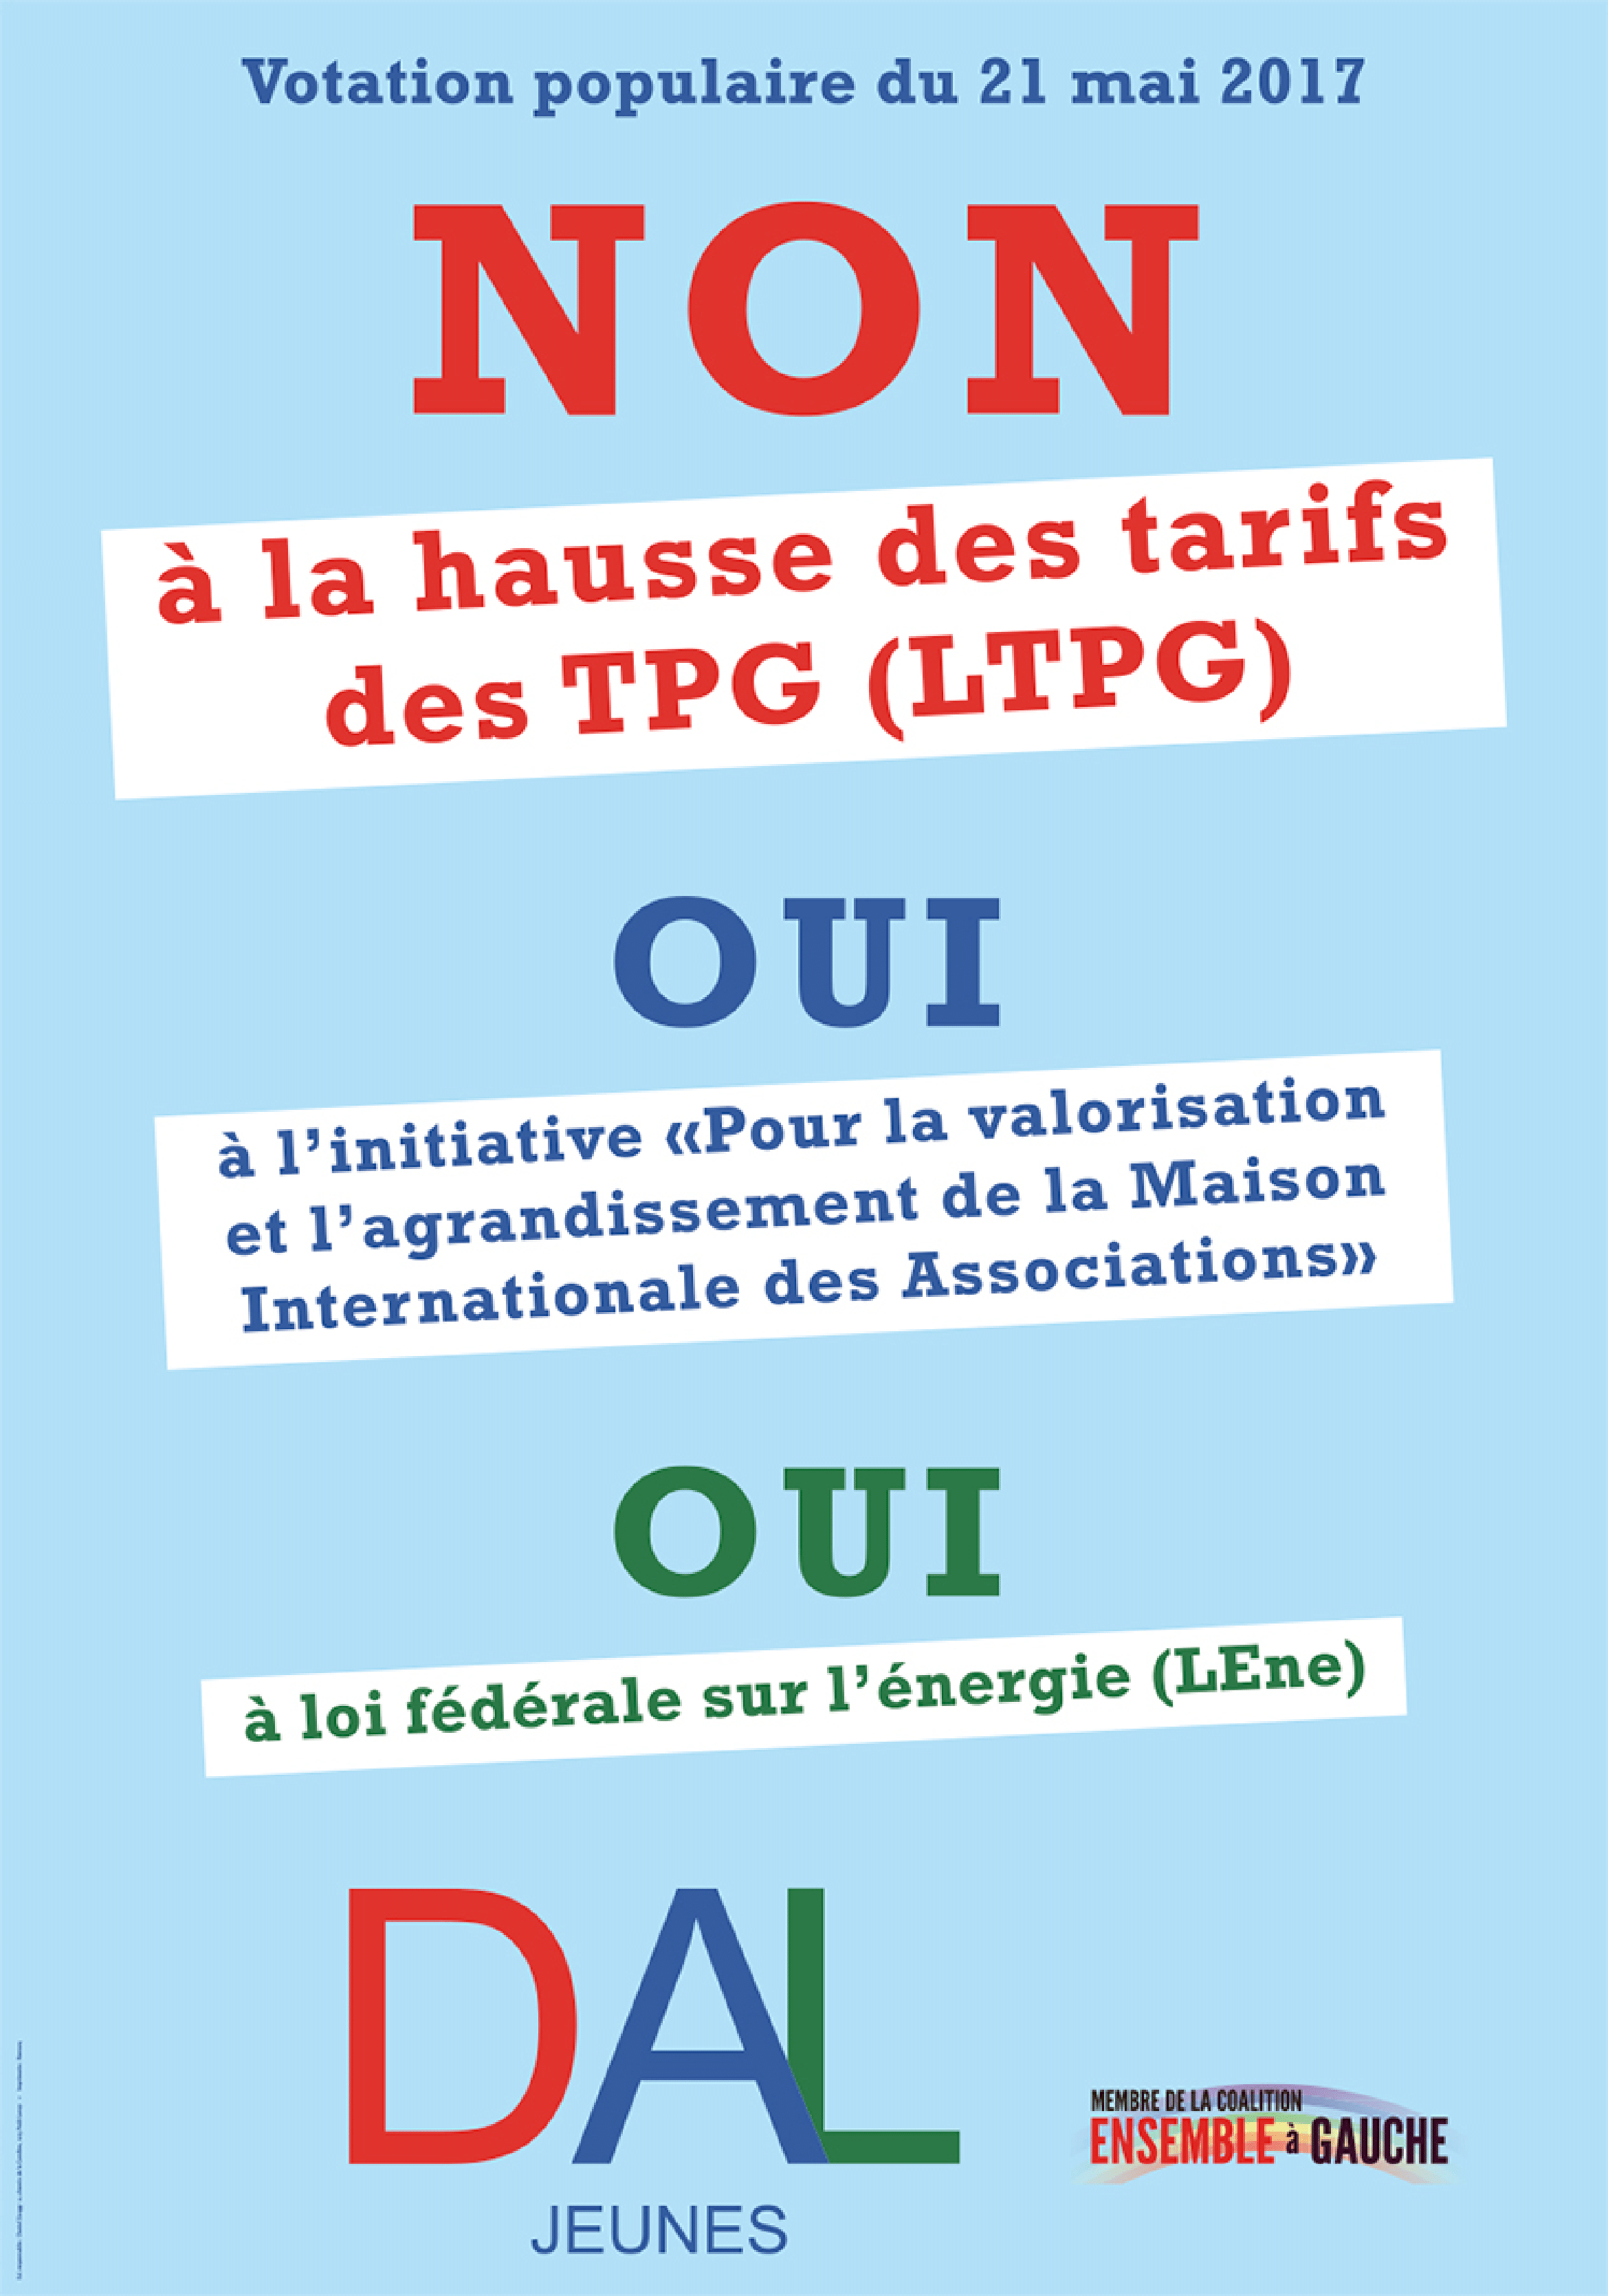 Votation populaire du 21 mai 2017
NON
à la hausse des tarifs
des TPG (LTPG)
OUI
à l’initiative «Pour la valorisation
et l’agrandissement de la Maison
Internationale des Associations»
OUI
à loi fédérale sur l’énergie (LEne)
DAL
JEUNES
MEMBRE DE LA COALITION
ENSEMBLE à GAUCHE